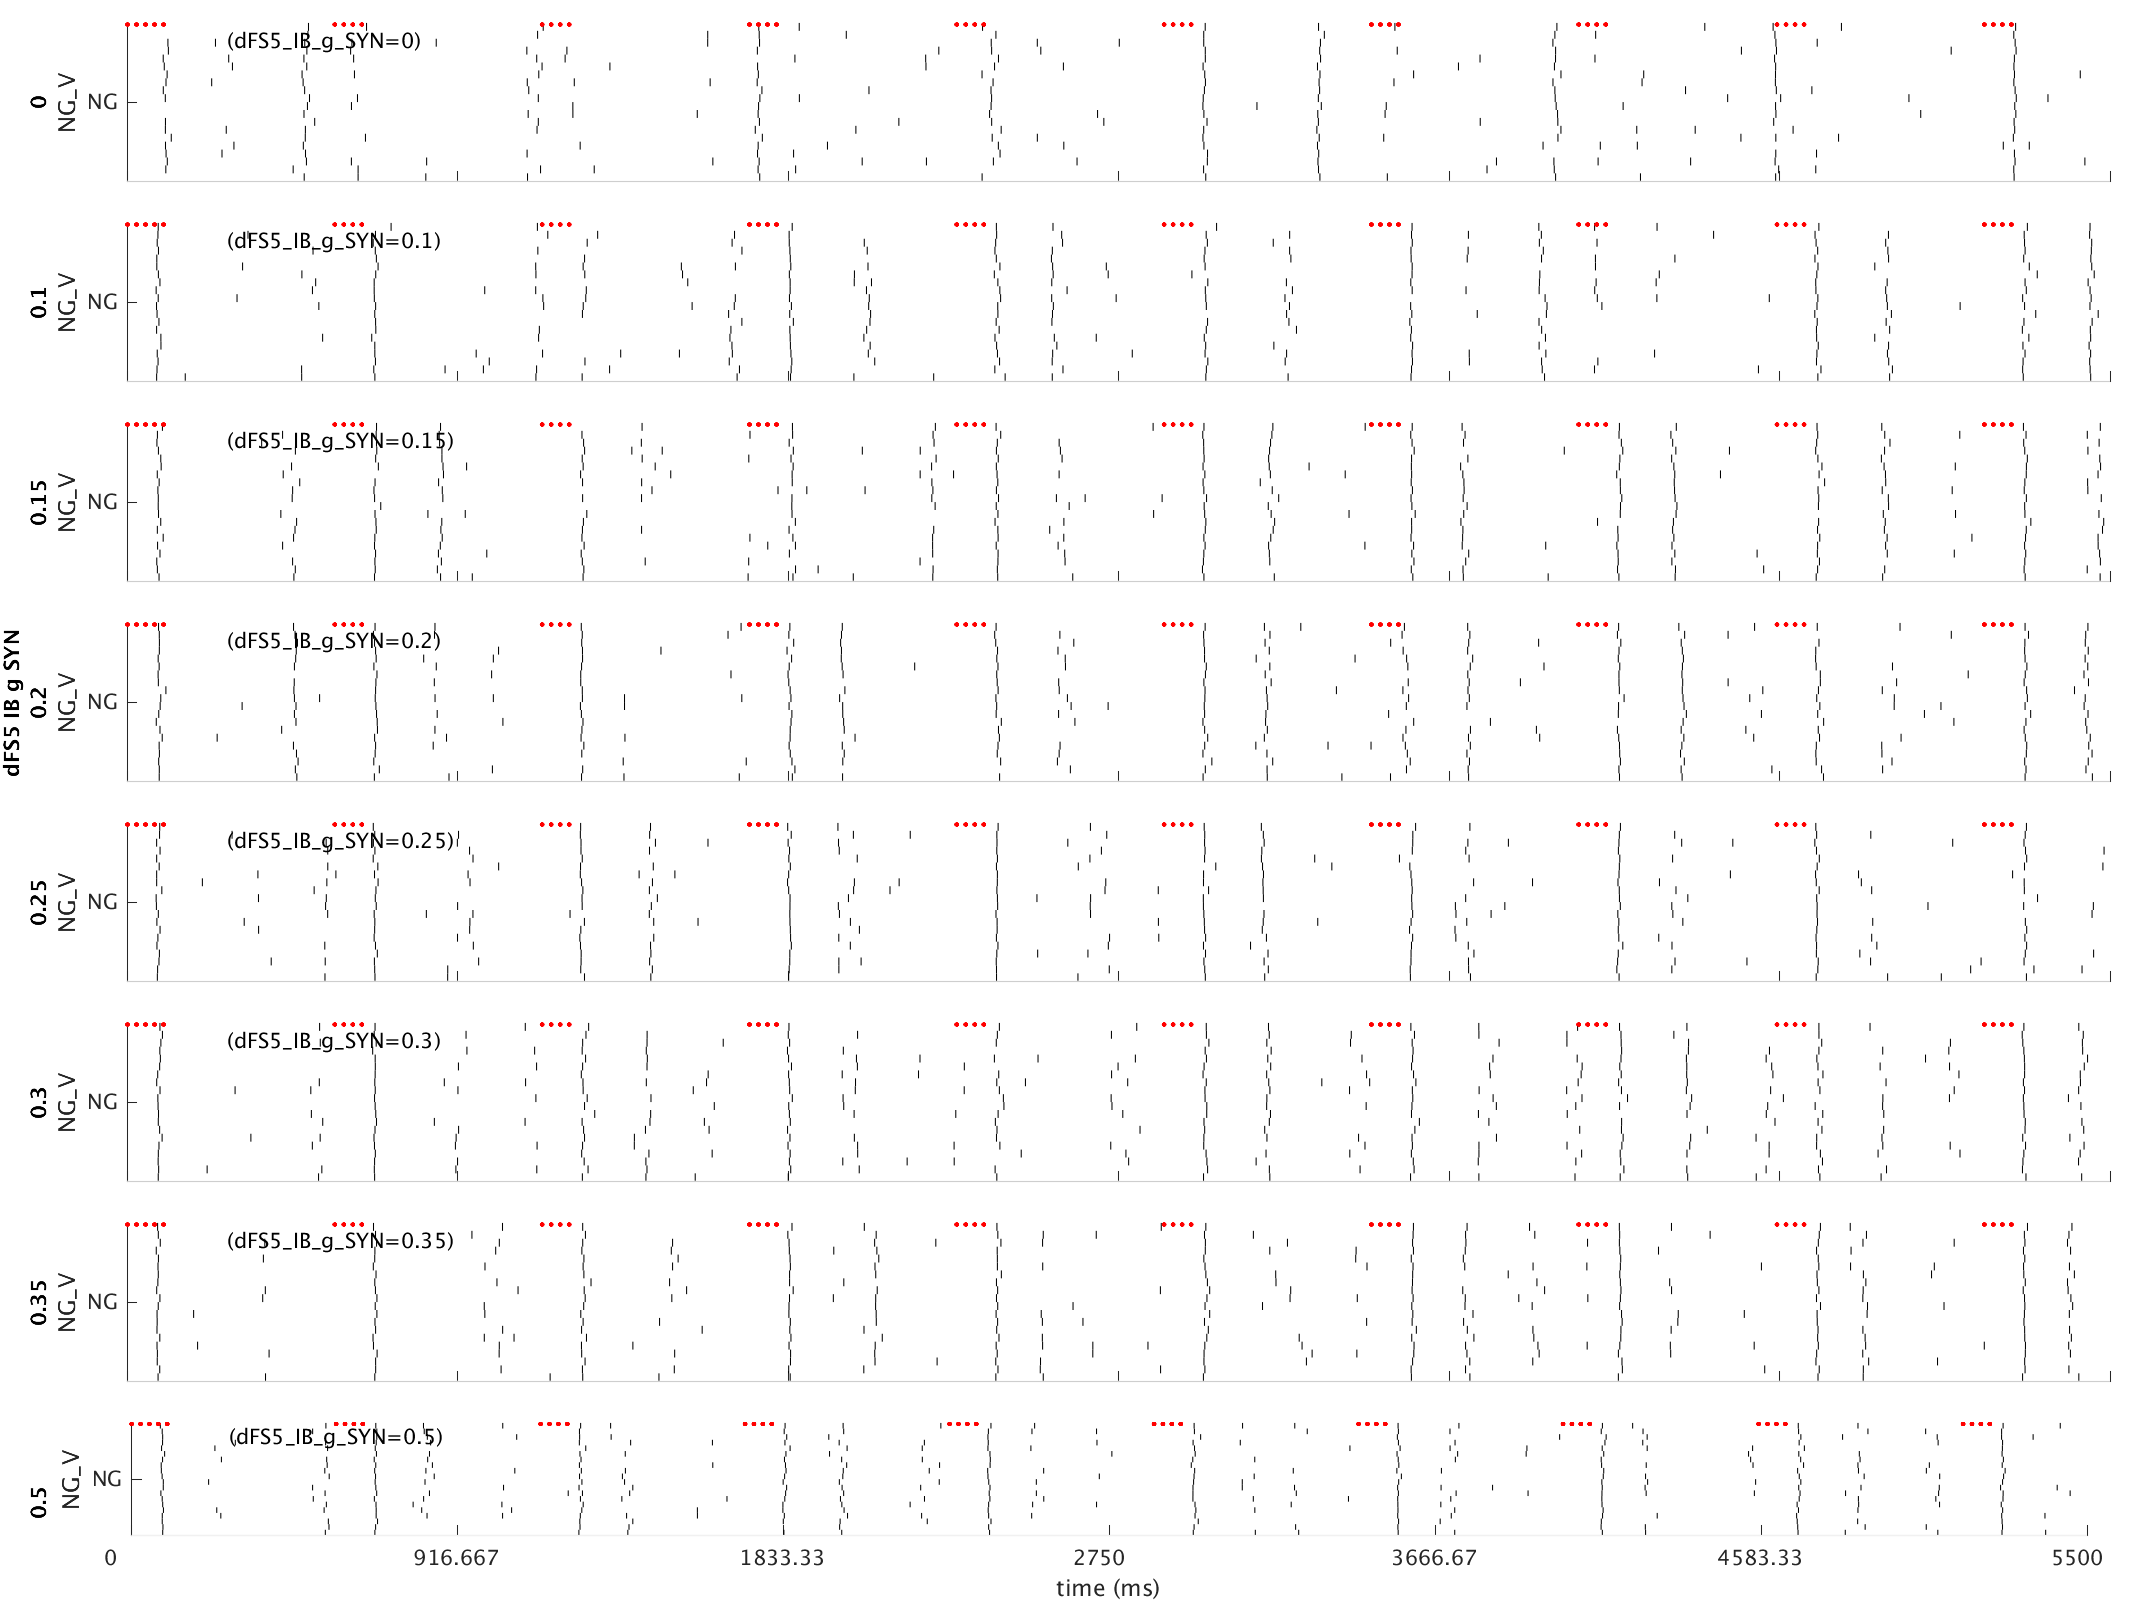 dFS5 IB g SYN
0
NG_V
NG
(dFS5_IB_g_SYN=0)
0.1
NG_V
NG
(dFS5_IB_g_SYN=0.1)
0.15
NG_V
NG
(dFS5_IB_g_SYN=0.15)
0.2
NG_V
NG
(dFS5_IB_g_SYN=0.2)
0.25
NG_V
NG
(dFS5_IB_g_SYN=0.25)
0.3
NG_V
NG
(dFS5_IB_g_SYN=0.3)
0.35
NG_V
NG
(dFS5_IB_g_SYN=0.35)
0.5
NG_V
NG
(dFS5_IB_g_SYN=0.5)
0 916.667 1833.33 2750 3666.67 4583.33 5500
time (ms)